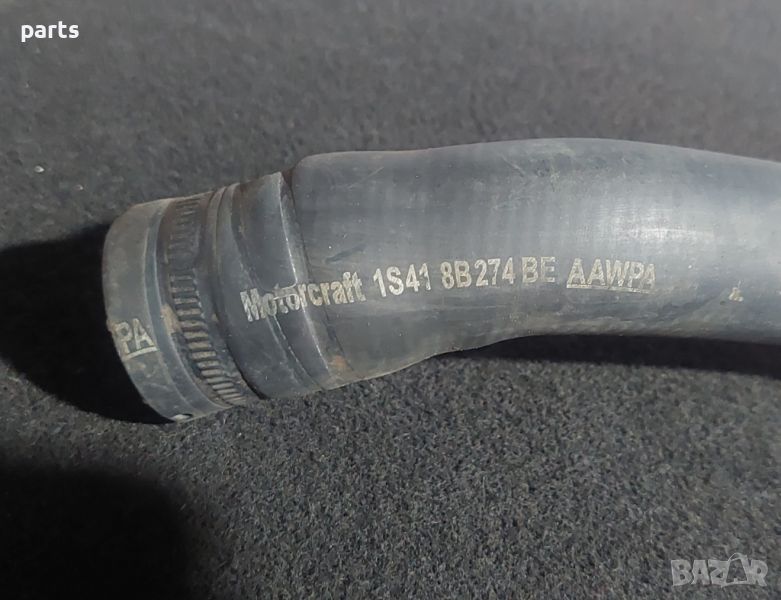 parts
Motorcraft 1S41 8B274 BE AAWPA
PA
BAZAR